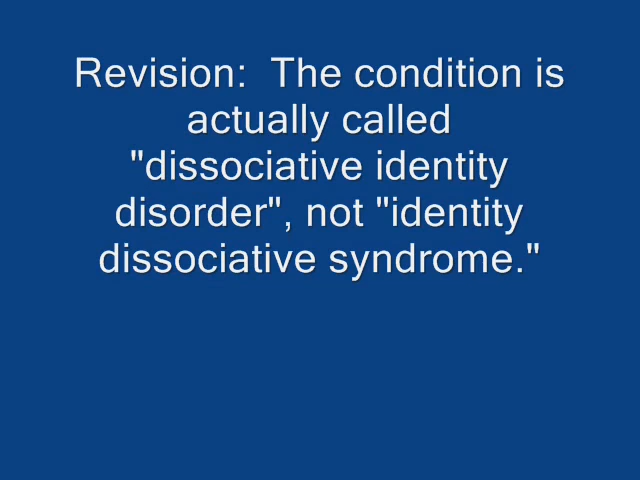 Revision:  The condition is
actually called
"dissociative identity
disorder", not "identity
dissociative syndrome."